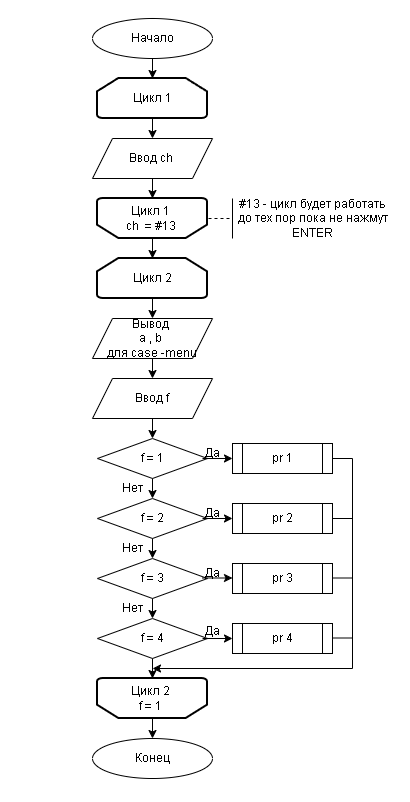 Начало
Цикл 1
Ввод ch
Цикл 1
ch = #13
#13 - цикл будет работать
до тех пор пока не нажмут
ENTER
Цикл 2
Вывод
a , b
для case -menu
Ввод f
f = 1
Да
pr 1
Нет
f = 2
Да
pr 2
Нет
f = 3
Да
pr 3
Нет
f = 4
Да
pr 4
Цикл 2
f = 1
Конец